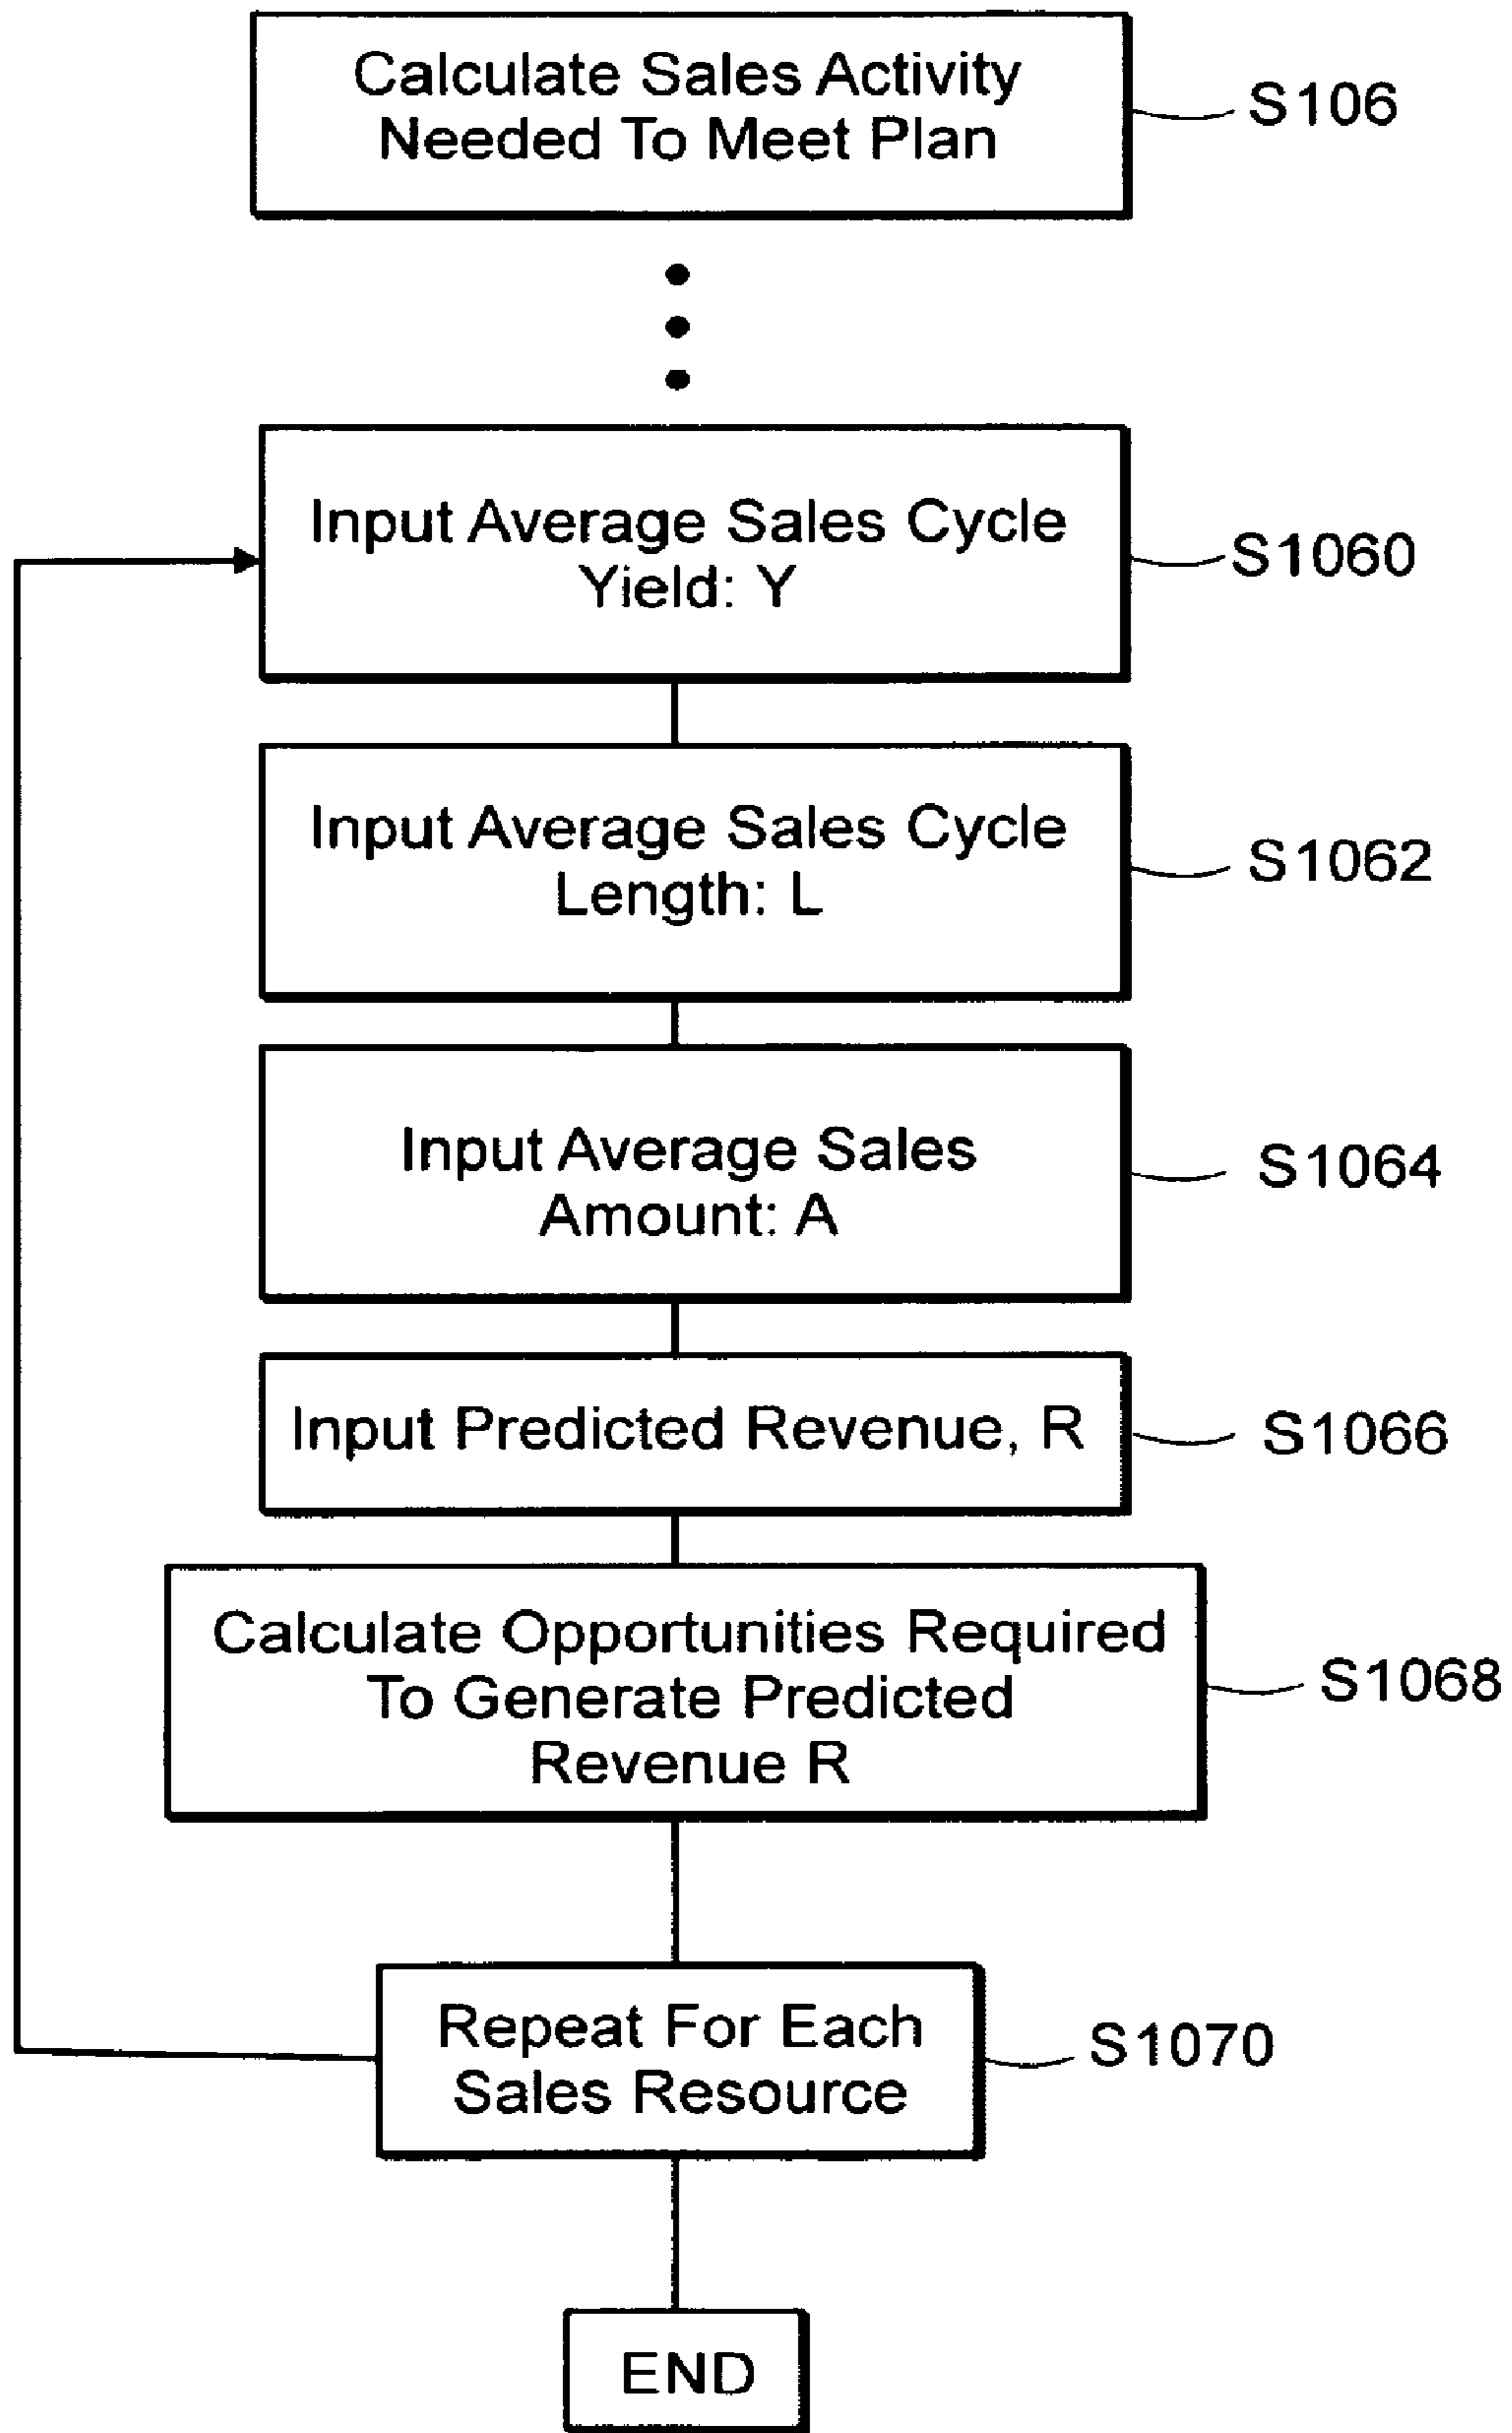 Calculate Sales Activity
Needed To Meet Plan
S106
Input Average Sales Cycle
Yield: Y
S1060
Input Average Sales Cycle
Length: L
S1062
Input Average Sales
Amount: A
S1064
Input Predicted Revenue, R
S1066
Calculate Opportunities Required
To Generate Predicted
Revenue R
S1068
Repeat For Each
Sales Resource
S1070
END